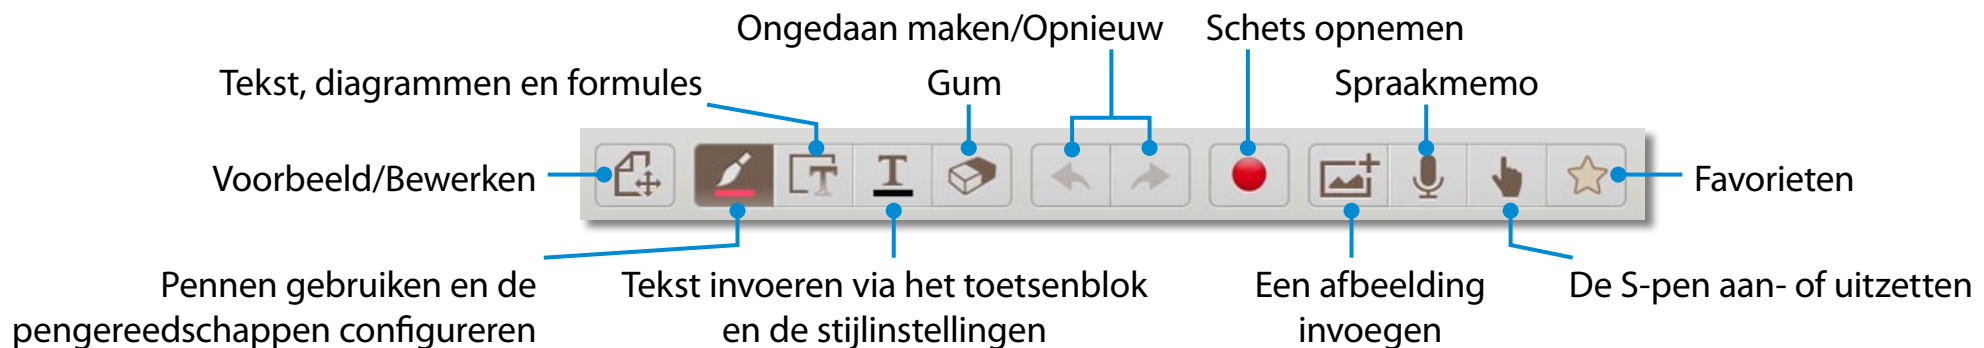 Ongedaan maken/Opnieuw
Schets opnemen
Tekst, diagrammen en formules
Gum
Spraakmemo
Voorbeeld/Bewerken
Favorieten
Pennen gebruiken en de
pengereedschappen configureren
Tekst invoeren via het toetsenblok
en de stijlinstellingen
Een afbeelding
invoegen
De S-pen aan- of uitzetten